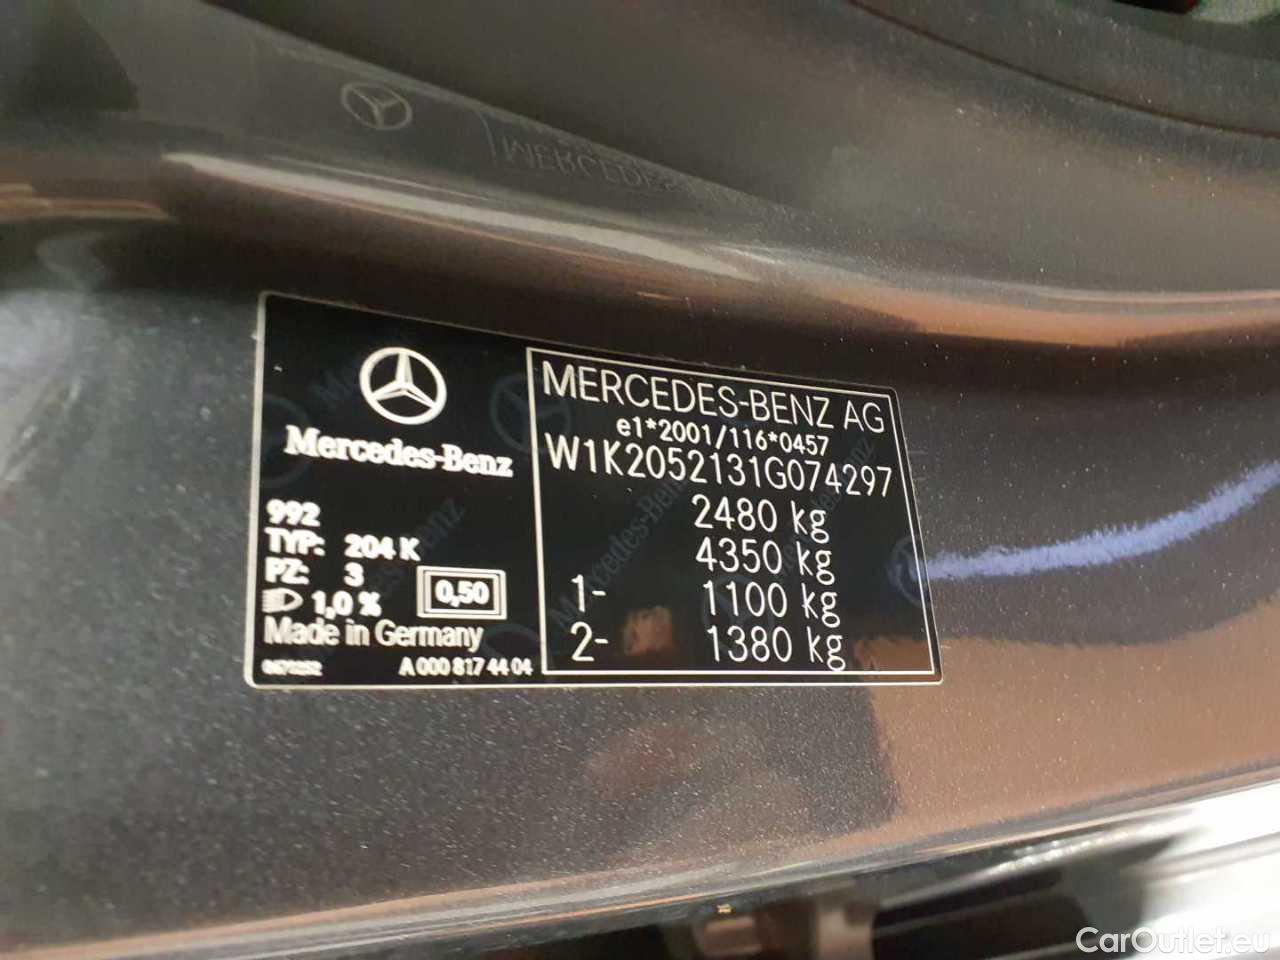 Mercedes-Benz
992
TYP: 204 K
PZ: 3
1,0 %
0,50
Made in Germany
A 000 817 44 04
MERCEDES-BENZ AG
e1*2001/116*0457
W1K2052131G074297
2480 kg
4350 kg
1- 1100 kg
2- 1380 kg
MERCEDES
CarOutlet.eu